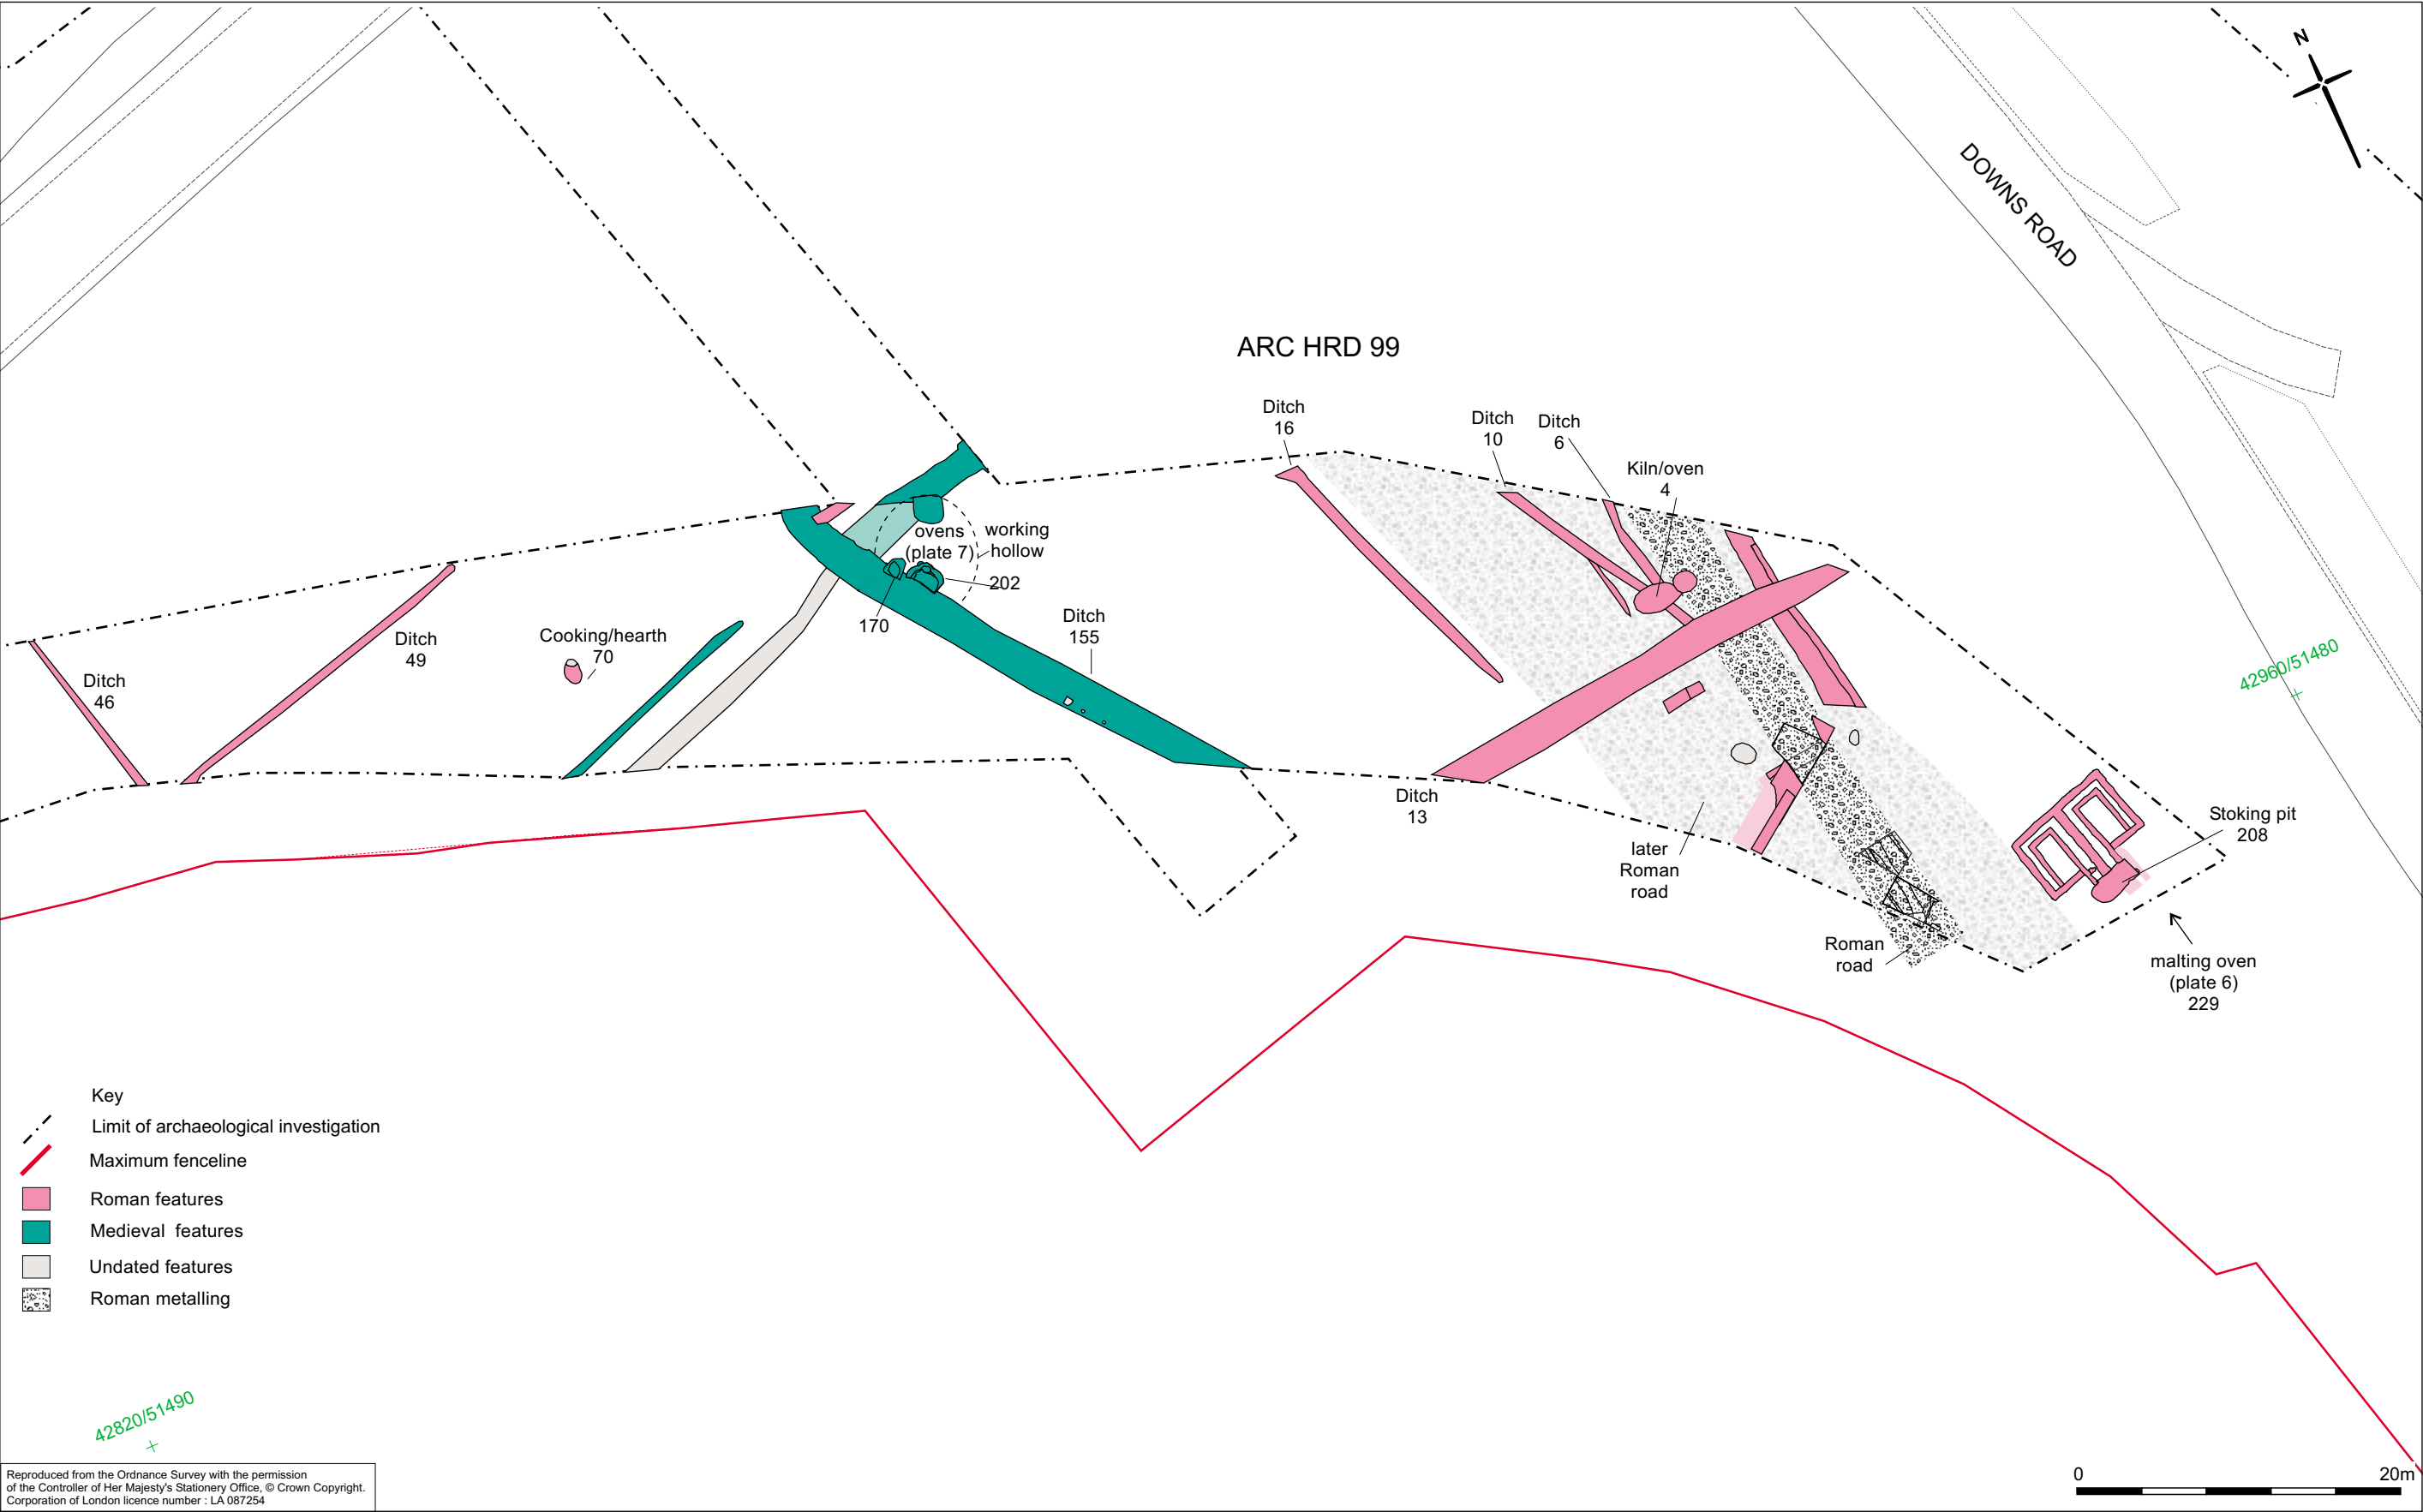 N
DOWNS ROAD
ARC HRD 99
Ditch
16
Ditch
10
Ditch
6
Kiln/oven
4
ovens
(plate 7)
working
hollow
202
170
Ditch
155
Cooking/hearth
70
Ditch
49
Ditch
46
42960/51480
Ditch
13
later
Roman
road
Roman
road
Stoking pit
208
malting oven
(plate 6)
229
Key
Limit of archaeological investigation
Maximum fenceline
Roman features
Medieval features
Undated features
Roman metalling
42820/51490
Reproduced from the Ordnance Survey with the permission
of the Controller of Her Majesty's Stationery Office, © Crown Copyright.
Corporation of London licence number : LA 087254
0 20m